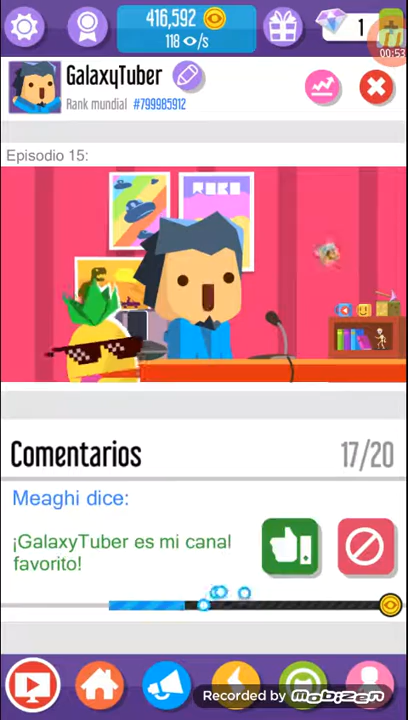 416,592
118 /s
1
00:53
GalaxyTuber
Rank mundial #799985912
Episodio 15:
Comentarios 17/20
Meaghi dice:
¡GalaxyTuber es mi canal
favorito!
Recorded by MOBIZEN